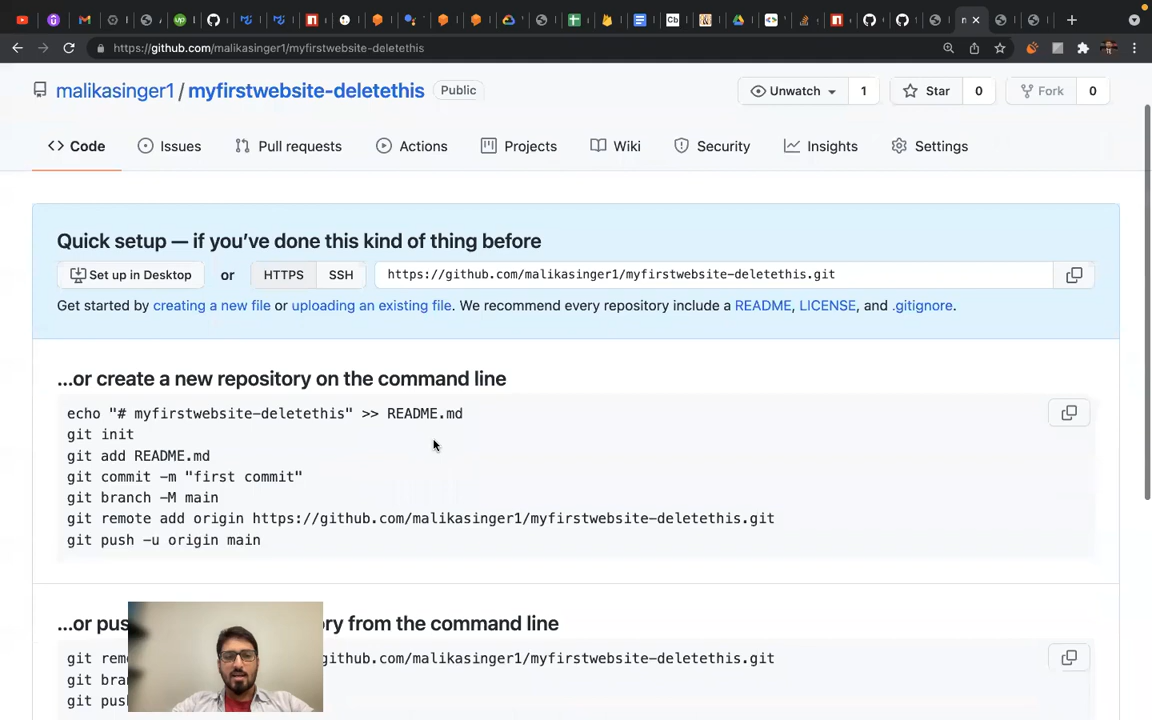 https://github.com/malikasinger1/myfirstwebsite-deletethis
malikasinger1 / myfirstwebsite-deletethis Public
Unwatch 1 Star 0 Fork 0
Code Issues Pull requests Actions Projects Wiki Security Insights Settings
Quick setup — if you've done this kind of thing before
Set up in Desktop or HTTPS SSH https://github.com/malikasinger1/myfirstwebsite-deletethis.git
Get started by creating a new file or uploading an existing file. We recommend every repository include a README, LICENSE, and .gitignore.
...or create a new repository on the command line
echo "# myfirstwebsite-deletethis" >> README.md
git init
git add README.md
git commit -m "first commit"
git branch -M main
git remote add origin https://github.com/malikasinger1/myfirstwebsite-deletethis.git
git push -u origin main
...or
from the command line
git
github.com/malikasinger1/myfirstwebsite-deletethis.git
git
git